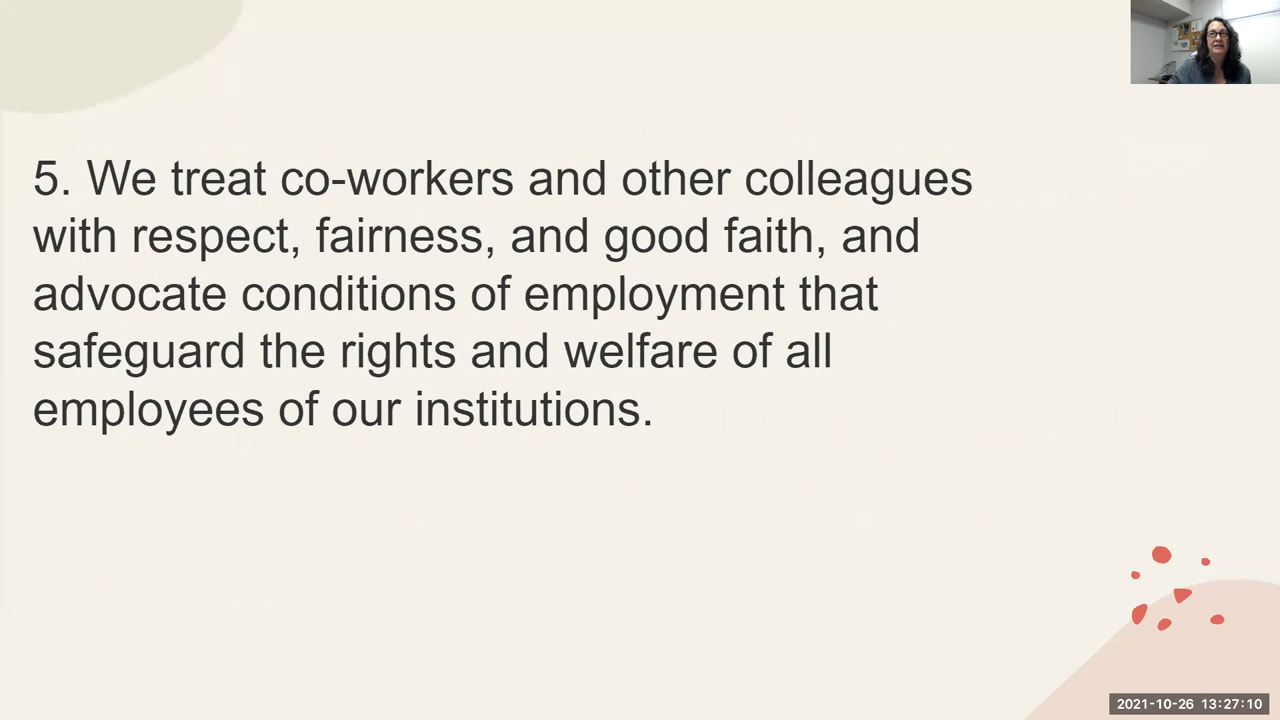 5. We treat co-workers and other colleagues
with respect, fairness, and good faith, and
advocate conditions of employment that
safeguard the rights and welfare of all
employees of our institutions.
2021-10-26 13:27:10